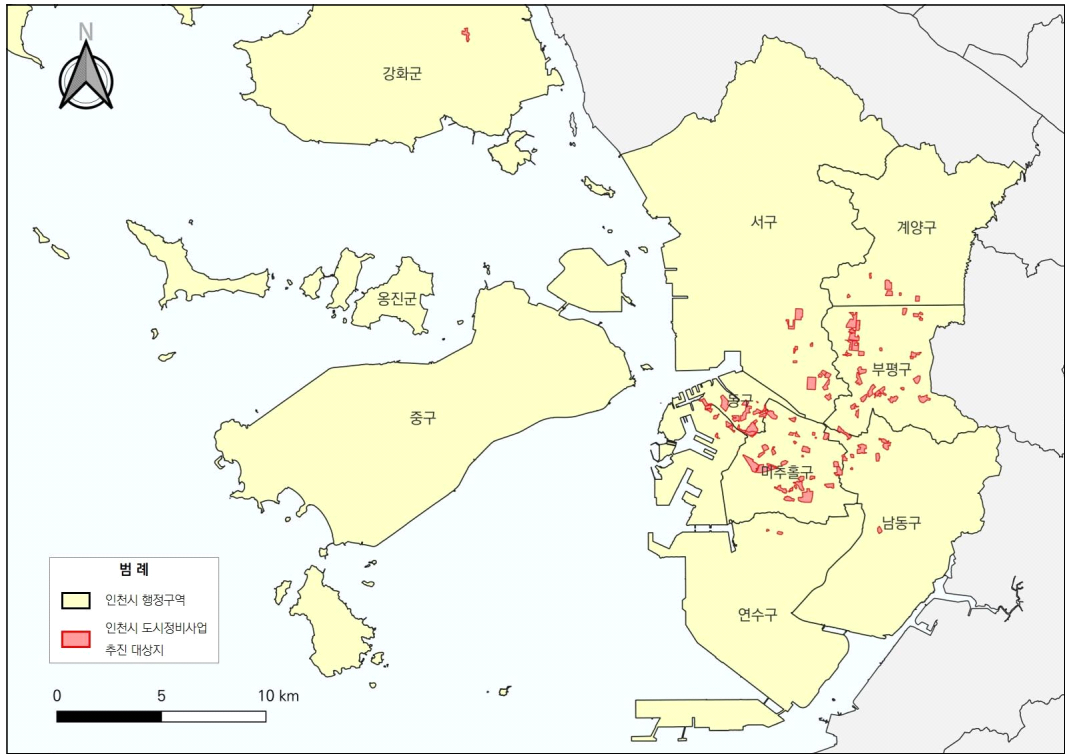 N
강화군
서구
계양구
옹진군
부평구
동구
중구
미추홀구
남동구
연수구
범 례
인천시 행정구역
인천시 도시정비사업
추진 대상지
0 5 10 km